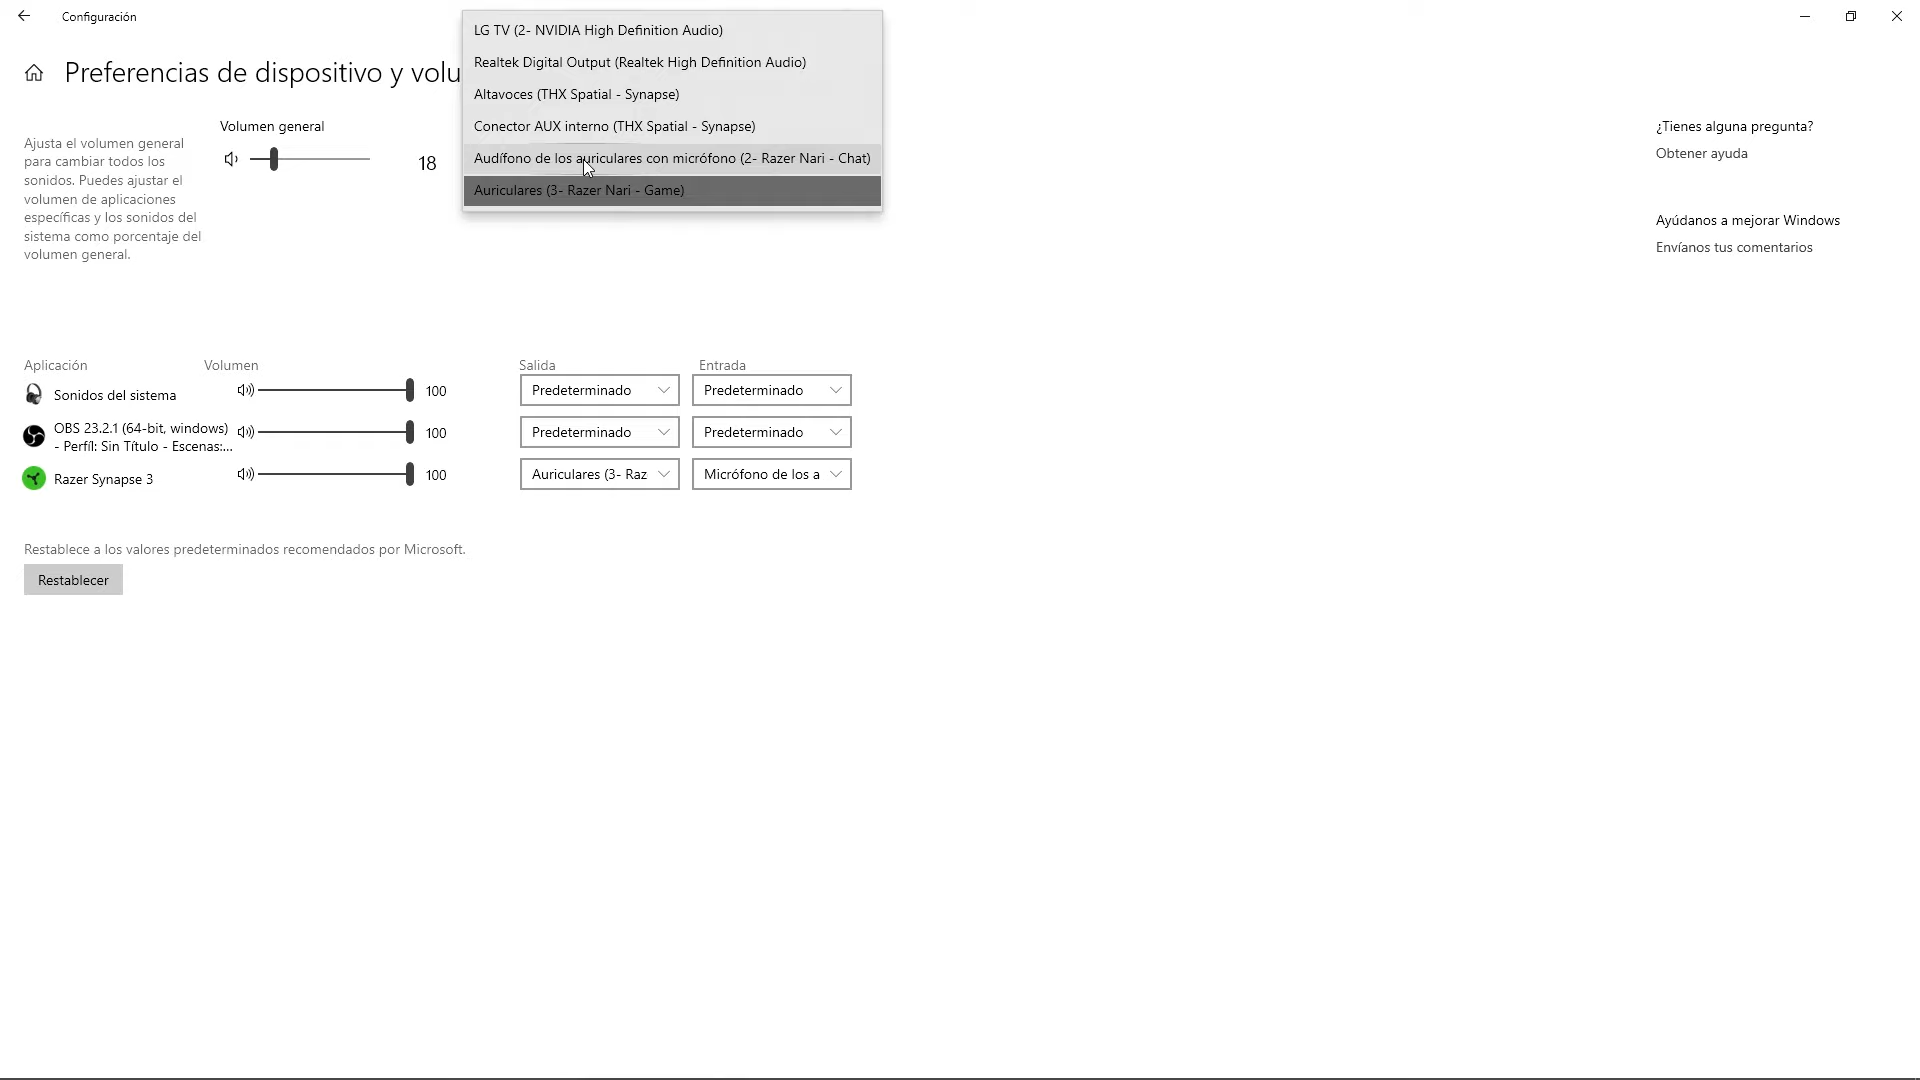 Configuración
Preferencias de dispositivo y volu
LG TV (2- NVIDIA High Definition Audio)
Realtek Digital Output (Realtek High Definition Audio)
Altavoces (THX Spatial - Synapse)
Conector AUX interno (THX Spatial - Synapse)
Audífono de los auriculares con micrófono (2- Razer Nari - Chat)
Auriculares (3- Razer Nari - Game)
Ajusta el volumen general
para cambiar todos los
sonidos. Puedes ajustar el
volumen de aplicaciones
específicas y los sonidos del
sistema como porcentaje del
volumen general.
Volumen general
18
¿Tienes alguna pregunta?
Obtener ayuda
Ayúdanos a mejorar Windows
Envíanos tus comentarios
Aplicación Volumen Salida Entrada
Sonidos del sistema 100 Predeterminado Predeterminado
OBS 23.2.1 (64-bit, windows)
- Perfil: Sin Título - Escenas:... 100 Predeterminado Predeterminado
Razer Synapse 3 100 Auriculares (3- Raz Micrófono de los a
Restablece a los valores predeterminados recomendados por Microsoft.
Restablecer